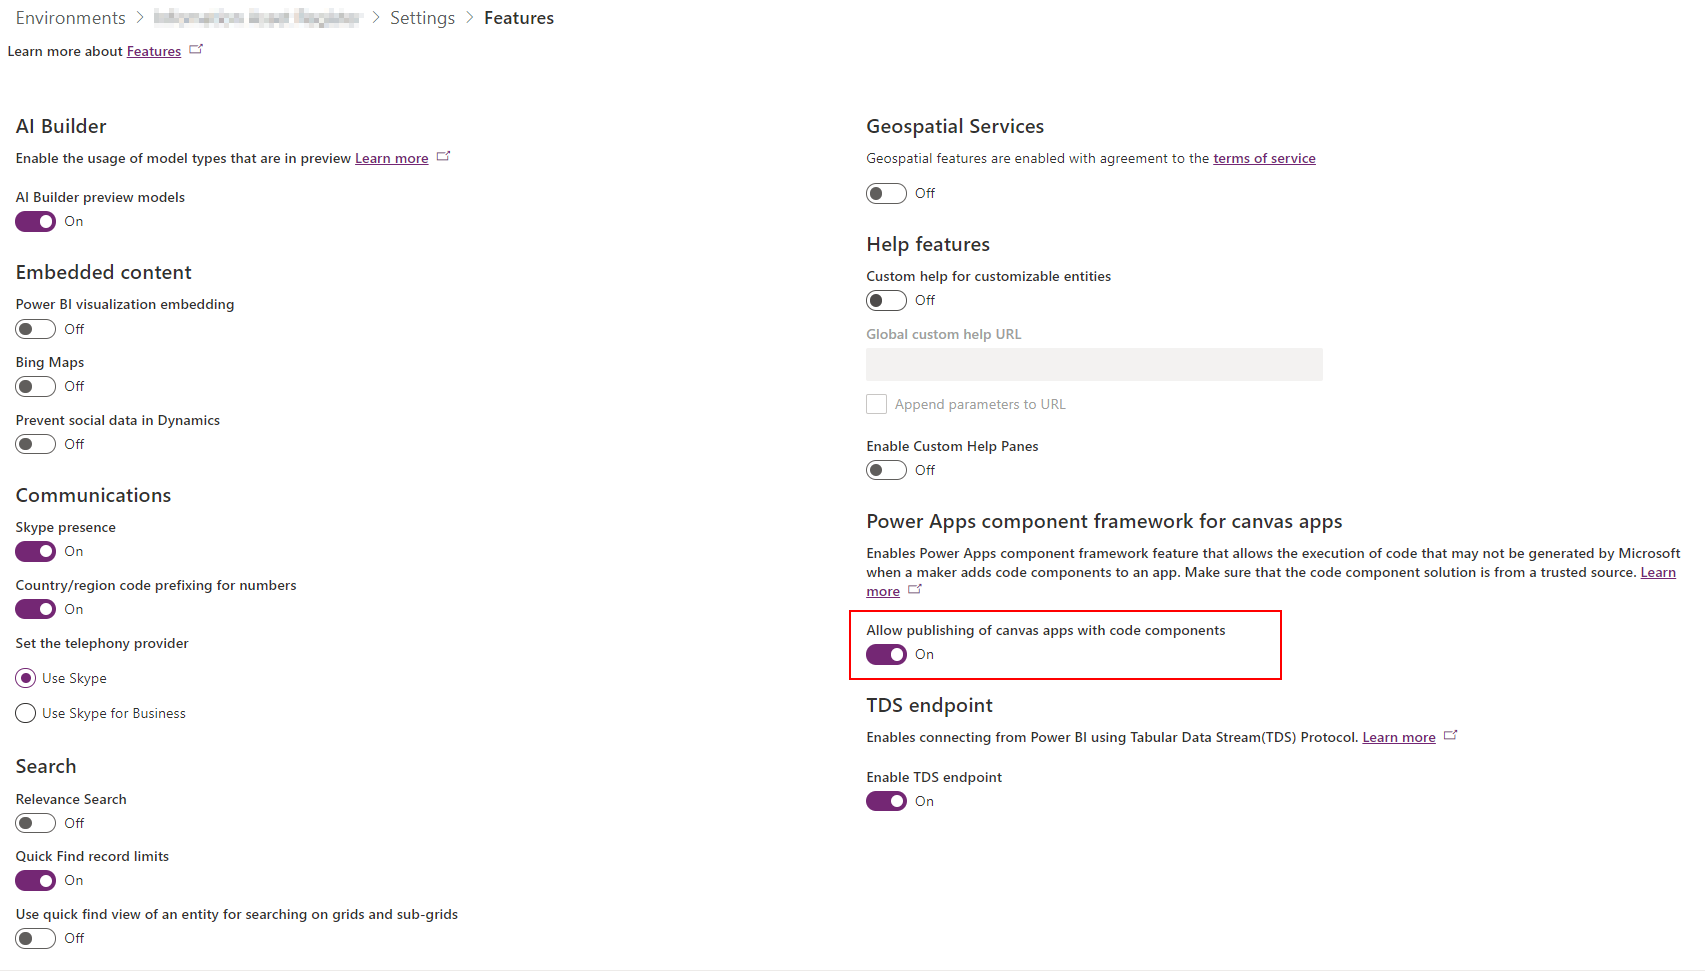 Environments > > Settings > Features
Learn more about Features
AI Builder
Enable the usage of model types that are in preview Learn more
AI Builder preview models
On
Embedded content
Power BI visualization embedding
Off
Bing Maps
Off
Prevent social data in Dynamics
Off
Communications
Skype presence
On
Country/region code prefixing for numbers
On
Set the telephony provider
Use Skype
Use Skype for Business
Search
Relevance Search
Off
Quick Find record limits
On
Use quick find view of an entity for searching on grids and sub-grids
Off
Geospatial Services
Geospatial features are enabled with agreement to the terms of service
Off
Help features
Custom help for customizable entities
Off
Global custom help URL
Append parameters to URL
Enable Custom Help Panes
Off
Power Apps component framework for canvas apps
Enables Power Apps component framework feature that allows the execution of code that may not be generated by Microsoft
when a maker adds code components to an app. Make sure that the code component solution is from a trusted source. Learn
more
Allow publishing of canvas apps with code components
On
TDS endpoint
Enables connecting from Power BI using Tabular Data Stream(TDS) Protocol. Learn more
Enable TDS endpoint
On